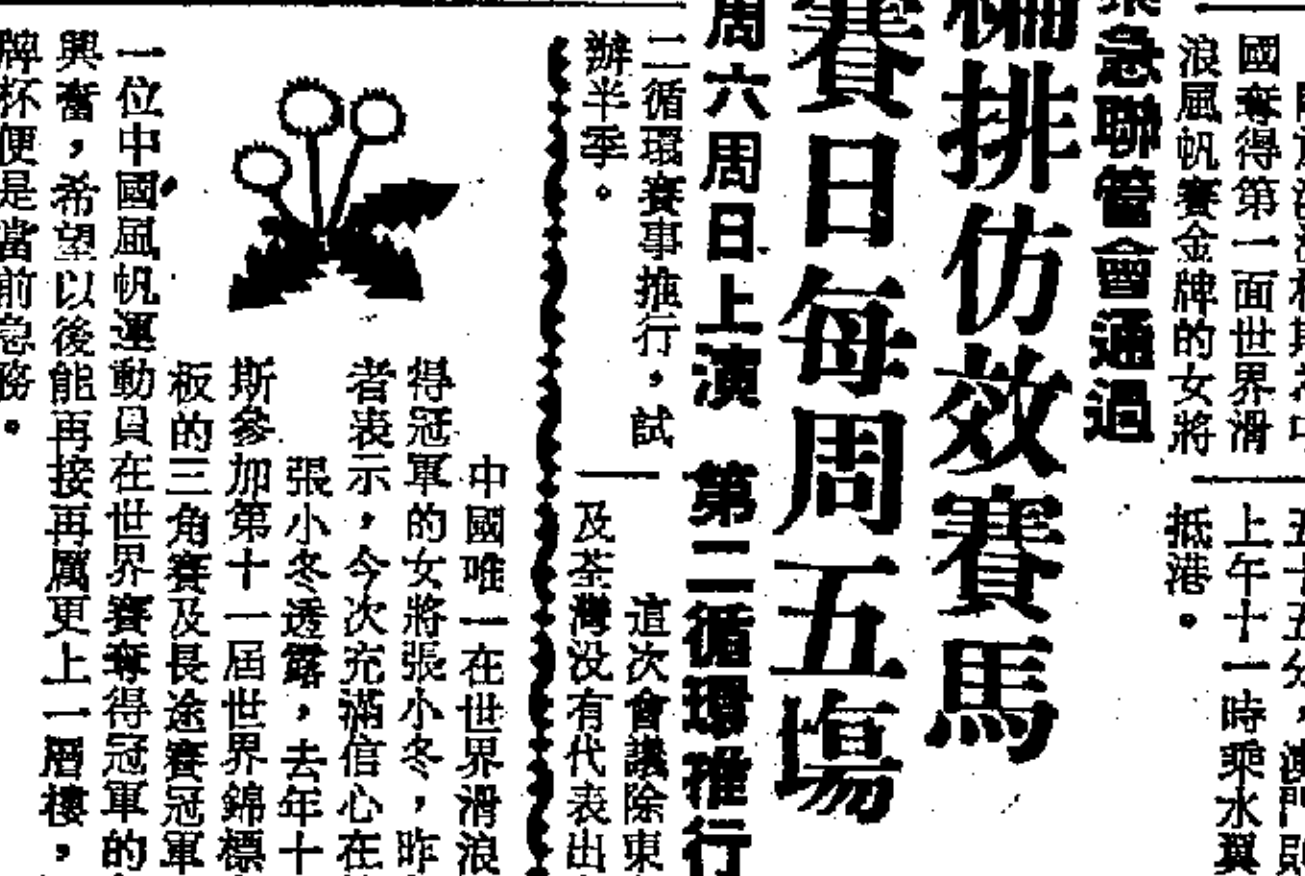 國奪得第一面世界滑
浪風帆賽金牌的女將
上午十一時乘水翼
抵港。
急聯管會通過
排仿效賽馬
賽日每周五場
周六周日上演 第二循環推行
二循環賽事推行，試
辦半季。
這次會議除東
及荃灣没有代表出
中國唯一在世界滑浪
得冠軍的女將張小冬，昨
者表示，今次充滿信心在
張小冬透露，去年十
斯參加第十一屆世界錦標
板的三角賽及長途賽冠軍
一位中國風帆運動員在世界賽奪得冠軍的
興奮，希望以後能再接再厲更上一層樓，
牌杯便是當前急務。